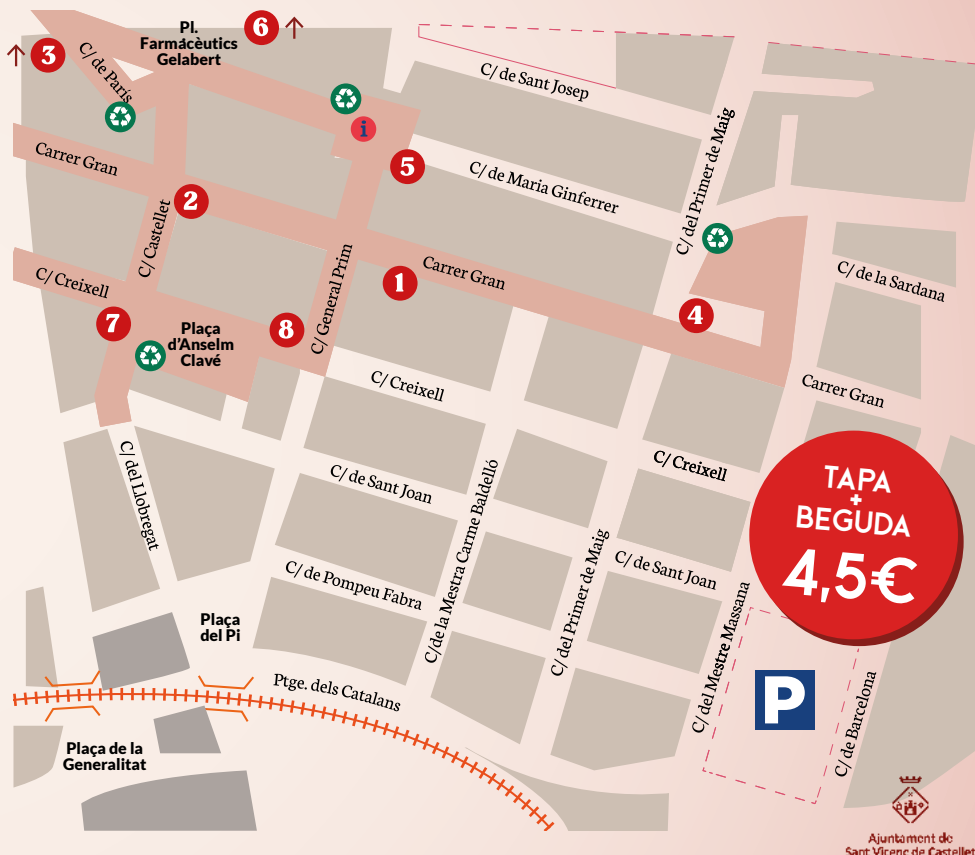 6
Pl.
Farmàcèutics
Gelabert
3
C/ de París
i
C/ de Sant Josep
5
Carrer Gran
2
C/ de Maria Ginferrer
C/ del Primer de Maig
C/ Castellet
C/ Creixell
C/ General Prim
1
Carrer Gran
C/ de la Sardana
7
Plaça
d'Anselm
Clavé
8
4
C/ Creixell
Carrer Gran
C/ del Llobregat
C/ de Sant Joan
C/ Creixell
TAPA
+
BEGUDA
4,5€
C/de la Mestra Carme Baldelló
C/ de Pompeu Fabra
C/ del Primer de Maig
C/ de Sant Joan
C/ del Mestre Massana
Plaça
del Pi
Ptge. dels Catalans
P
C/ de Barcelona
Plaça de la
Generalitat
Ajuntament de
Sant Vicenç de Castellet